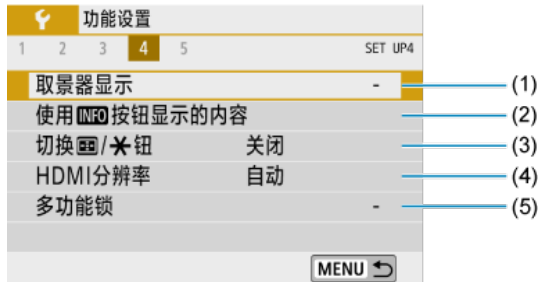 功能设置
1 2 3 4 5 SET UP4
取景器显示 - (1)
使用INFO按钮显示的内容 (2)
切换/钮 关闭 (3)
HDMI分辨率 自动 (4)
多功能锁 - (5)
MENU